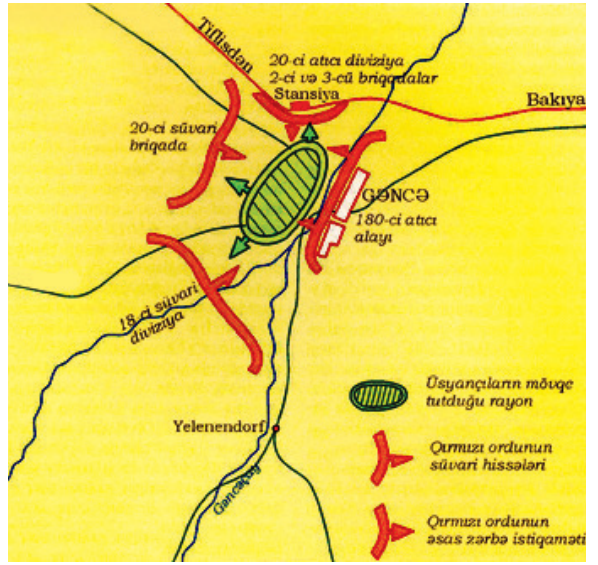 Tiflisdən
20-ci atıcı diviziya
2-ci və 3-cü briqadalar
Stansiya
Bakıya
20-ci süvari
briqada
GƏNCƏ
180-ci atıcı
alayı
18-ci süvari
diviziya
Üsyançıların mövqe
tutduğu rayon
Yelenendorf
Qırmızı ordunun
süvari hissələri
Gəncəçay
Qırmızı ordunun
əsas zərbə istiqaməti